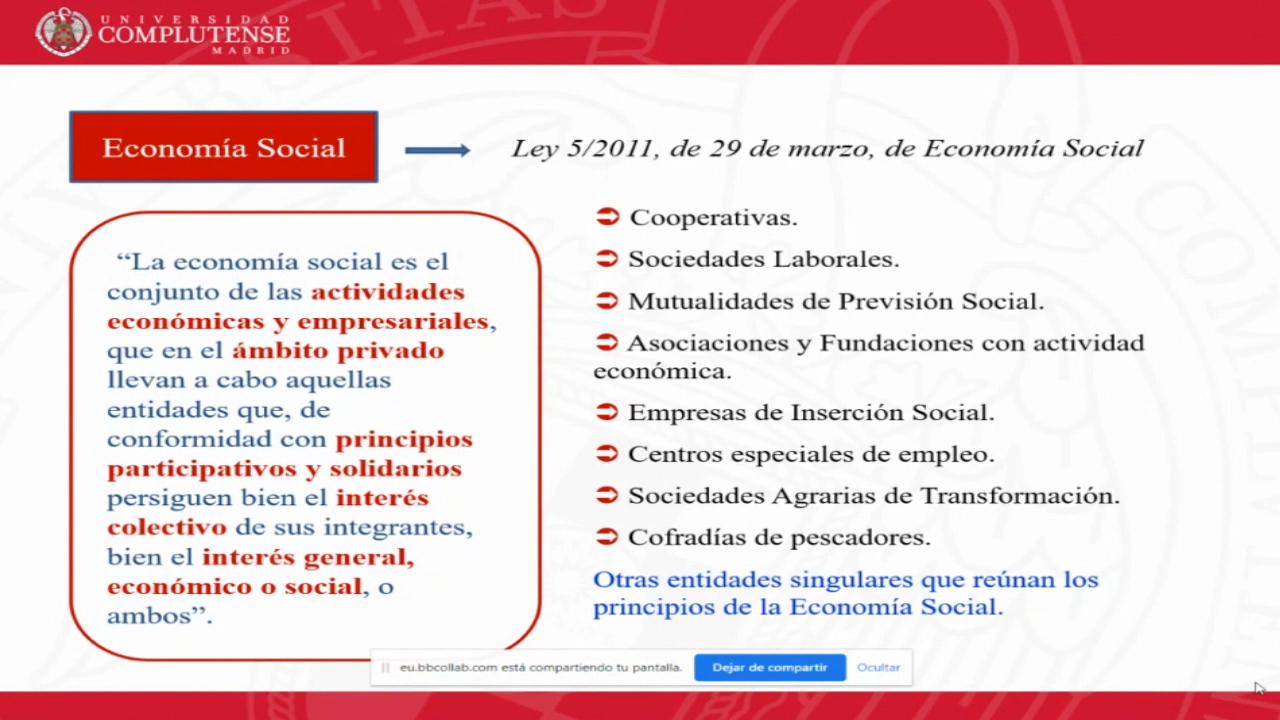 UNIVERSIDAD
COMPLUTENSE
MADRID
Economía Social
Ley 5/2011, de 29 de marzo, de Economía Social
“La economía social es el
conjunto de las actividades
económicas y empresariales,
que en el ámbito privado
llevan a cabo aquellas
entidades que, de
conformidad con principios
participativos y solidarios
persiguen bien el interés
colectivo de sus integrantes,
bien el interés general,
económico o social, o
ambos”.
Cooperativas.
Sociedades Laborales.
Mutualidades de Previsión Social.
Asociaciones y Fundaciones con actividad
económica.
Empresas de Inserción Social.
Centros especiales de empleo.
Sociedades Agrarias de Transformación.
Cofradías de pescadores.
Otras entidades singulares que reúnan los
principios de la Economía Social.
eu.bbcollab.com está compartiendo tu pantalla. Dejar de compartir Ocultar